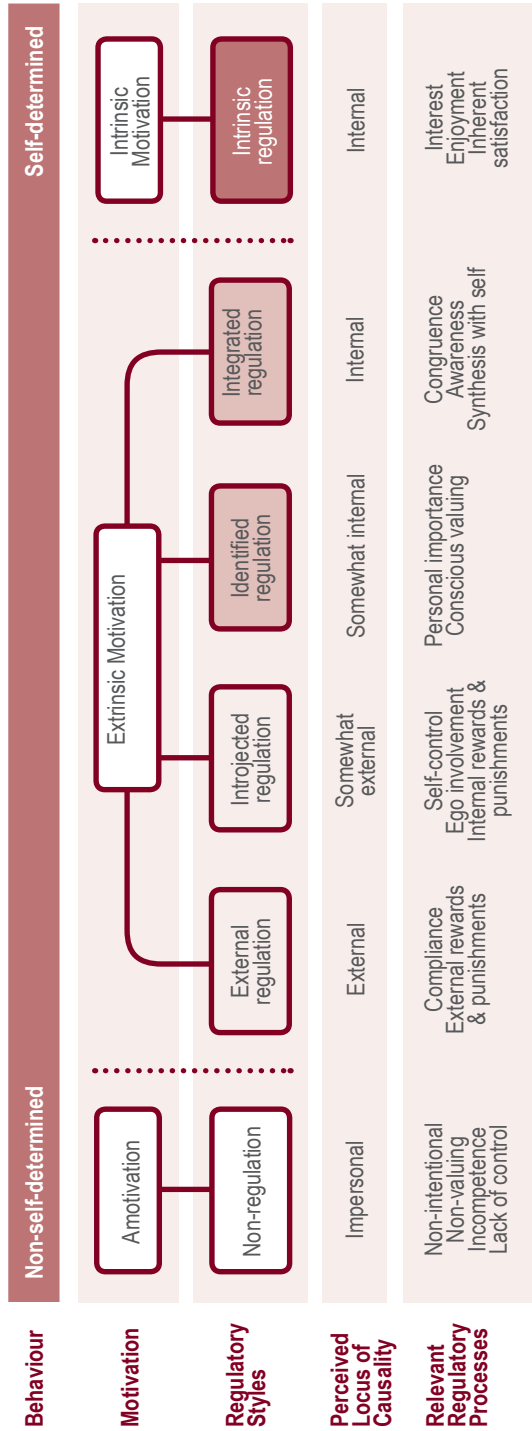 Behaviour
Non-self-determined
Self-determined
Motivation
Amotivation
Extrinsic Motivation
Intrinsic
Motivation
Regulatory
Styles
Non-regulation
External
regulation
Introjected
regulation
Identified
regulation
Integrated
regulation
Intrinsic
regulation
Perceived
Locus of
Causality
Impersonal
External
Somewhat
external
Somewhat internal
Internal
Internal
Relevant
Regulatory
Processes
Non-intentional
Non-valuing
Incompetence
Lack of control
Compliance
External rewards
& punishments
Self-control
Ego involvement
Internal rewards &
punishments
Personal importance
Conscious valuing
Congruence
Awareness
Synthesis with self
Interest
Enjoyment
Inherent
satisfaction